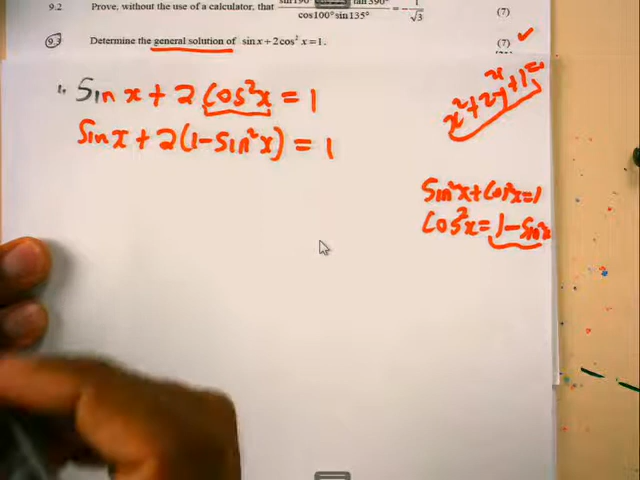 9.2 Prove, without the use of a calculator, that
cos100° sin135° = -1/√3 (7)
9.3 Determine the general solution of sin x + 2cos² x = 1. (7)
Sin x + 2 Cos²x = 1
Sin x + 2(1 - Sin²x) = 1
Sin²x + Cos²x = 1
Cos²x = 1 - Sin²x